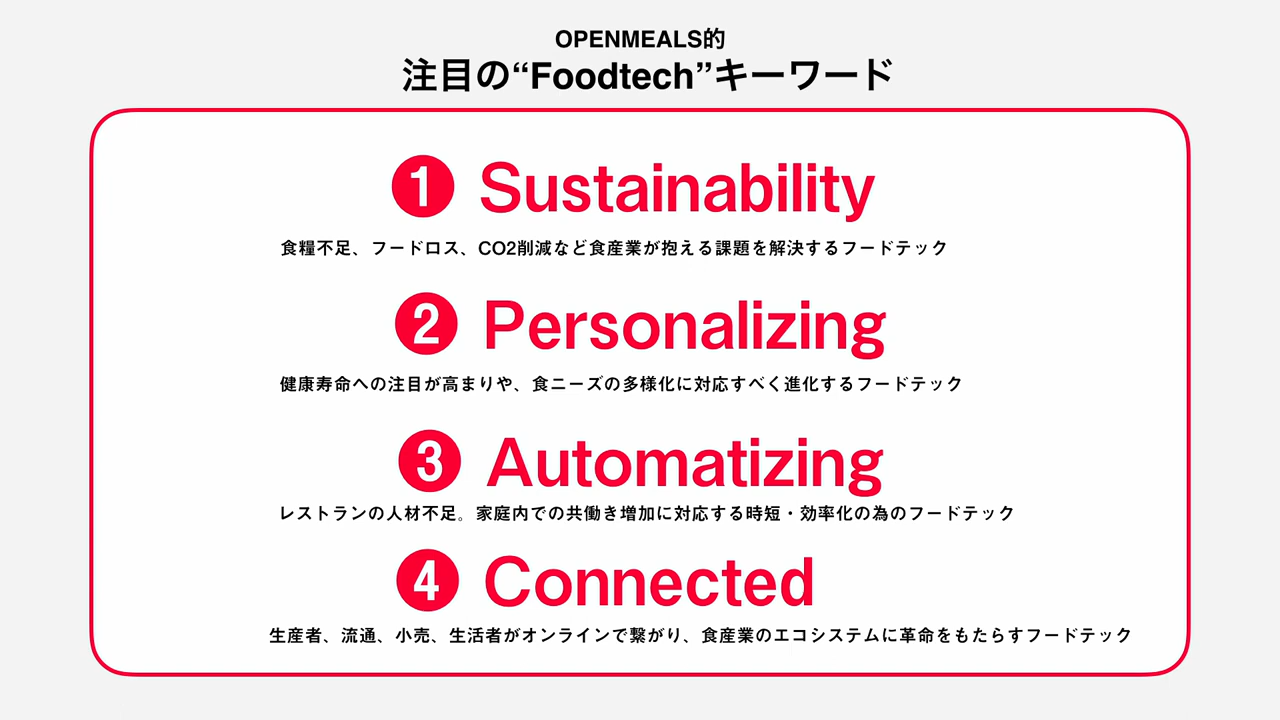 OPENMEALS的
注目の“Foodtech”キーワード
1 Sustainability
食糧不足、フードロス、CO2削減など食産業が抱える課題を解決するフードテック
2 Personalizing
健康寿命への注目が高まりや、食ニーズの多様化に対応すべく進化するフードテック
3 Automatizing
レストランの人材不足。家庭内での共働き増加に対応する時短・効率化の為のフードテック
4 Connected
生産者、流通、小売、生活者がオンラインで繋がり、食産業のエコシステムに革命をもたらすフードテック